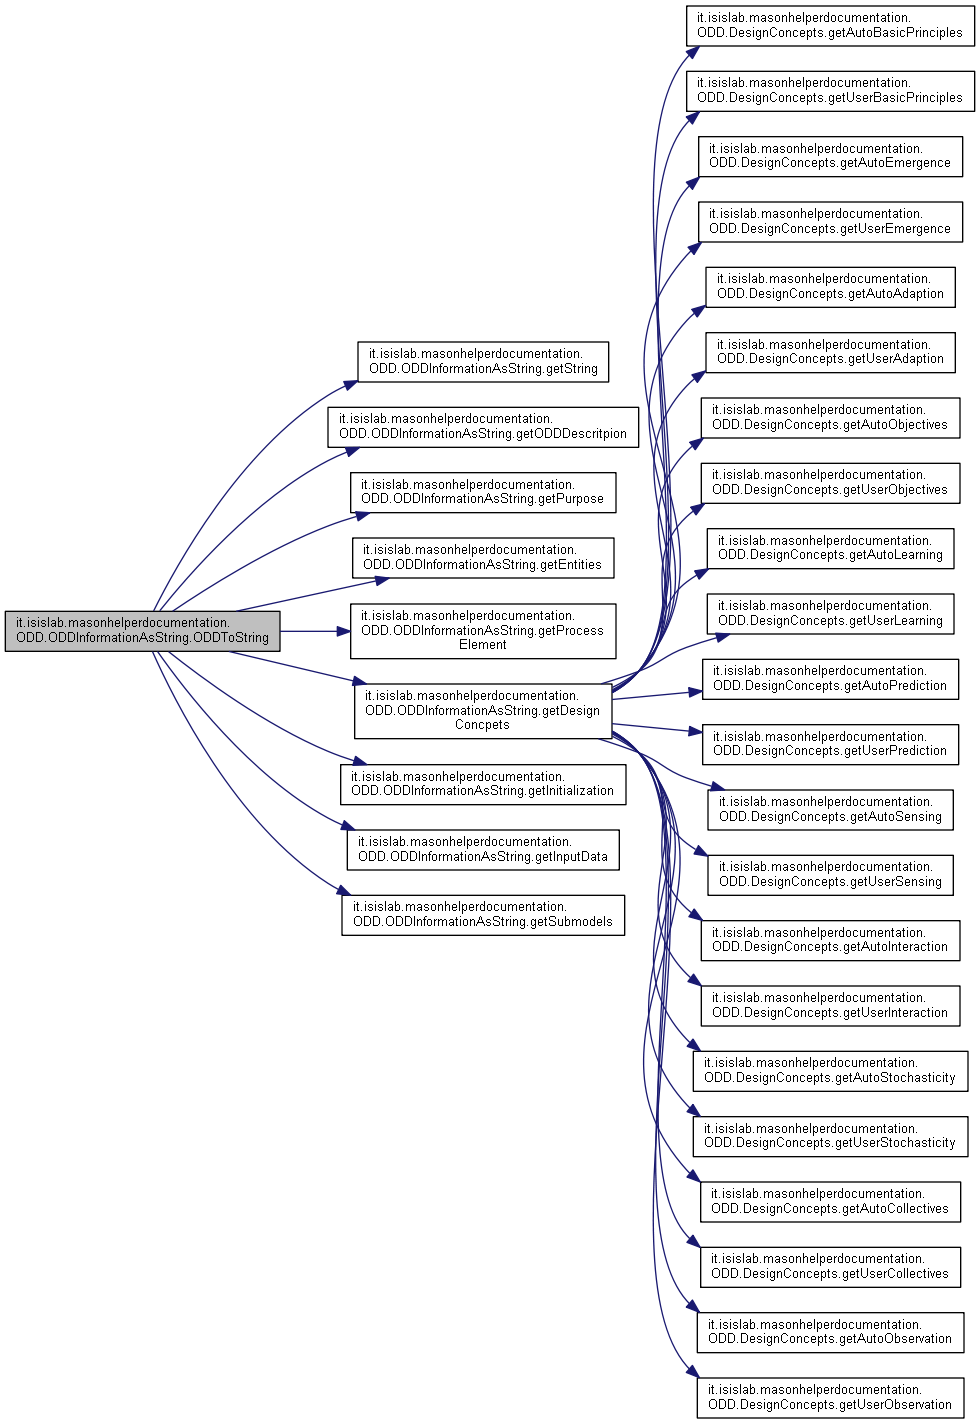 it.isislab.masonhelperdocumentation.
ODD.ODDInformationAsString.ODDToString
it.isislab.masonhelperdocumentation.
ODD.ODDInformationAsString.getString
it.isislab.masonhelperdocumentation.
ODD.ODDInformationAsString.getODDDescritpion
it.isislab.masonhelperdocumentation.
ODD.ODDInformationAsString.getPurpose
it.isislab.masonhelperdocumentation.
ODD.ODDInformationAsString.getEntities
it.isislab.masonhelperdocumentation.
ODD.ODDInformationAsString.getProcess
Element
it.isislab.masonhelperdocumentation.
ODD.ODDInformationAsString.getDesign
Concpets
it.isislab.masonhelperdocumentation.
ODD.ODDInformationAsString.getInitialization
it.isislab.masonhelperdocumentation.
ODD.ODDInformationAsString.getInputData
it.isislab.masonhelperdocumentation.
ODD.ODDInformationAsString.getSubmodels
it.isislab.masonhelperdocumentation.
ODD.DesignConcepts.getAutoBasicPrinciples
it.isislab.masonhelperdocumentation.
ODD.DesignConcepts.getUserBasicPrinciples
it.isislab.masonhelperdocumentation.
ODD.DesignConcepts.getAutoEmergence
it.isislab.masonhelperdocumentation.
ODD.DesignConcepts.getUserEmergence
it.isislab.masonhelperdocumentation.
ODD.DesignConcepts.getAutoAdaption
it.isislab.masonhelperdocumentation.
ODD.DesignConcepts.getUserAdaption
it.isislab.masonhelperdocumentation.
ODD.DesignConcepts.getAutoObjectives
it.isislab.masonhelperdocumentation.
ODD.DesignConcepts.getUserObjectives
it.isislab.masonhelperdocumentation.
ODD.DesignConcepts.getAutoLearning
it.isislab.masonhelperdocumentation.
ODD.DesignConcepts.getUserLearning
it.isislab.masonhelperdocumentation.
ODD.DesignConcepts.getAutoPrediction
it.isislab.masonhelperdocumentation.
ODD.DesignConcepts.getUserPrediction
it.isislab.masonhelperdocumentation.
ODD.DesignConcepts.getAutoSensing
it.isislab.masonhelperdocumentation.
ODD.DesignConcepts.getUserSensing
it.isislab.masonhelperdocumentation.
ODD.DesignConcepts.getAutoInteraction
it.isislab.masonhelperdocumentation.
ODD.DesignConcepts.getUserInteraction
it.isislab.masonhelperdocumentation.
ODD.DesignConcepts.getAutoStochasticity
it.isislab.masonhelperdocumentation.
ODD.DesignConcepts.getUserStochasticity
it.isislab.masonhelperdocumentation.
ODD.DesignConcepts.getAutoCollectives
it.isislab.masonhelperdocumentation.
ODD.DesignConcepts.getUserCollectives
it.isislab.masonhelperdocumentation.
ODD.DesignConcepts.getAutoObservation
it.isislab.masonhelperdocumentation.
ODD.DesignConcepts.getUserObservation